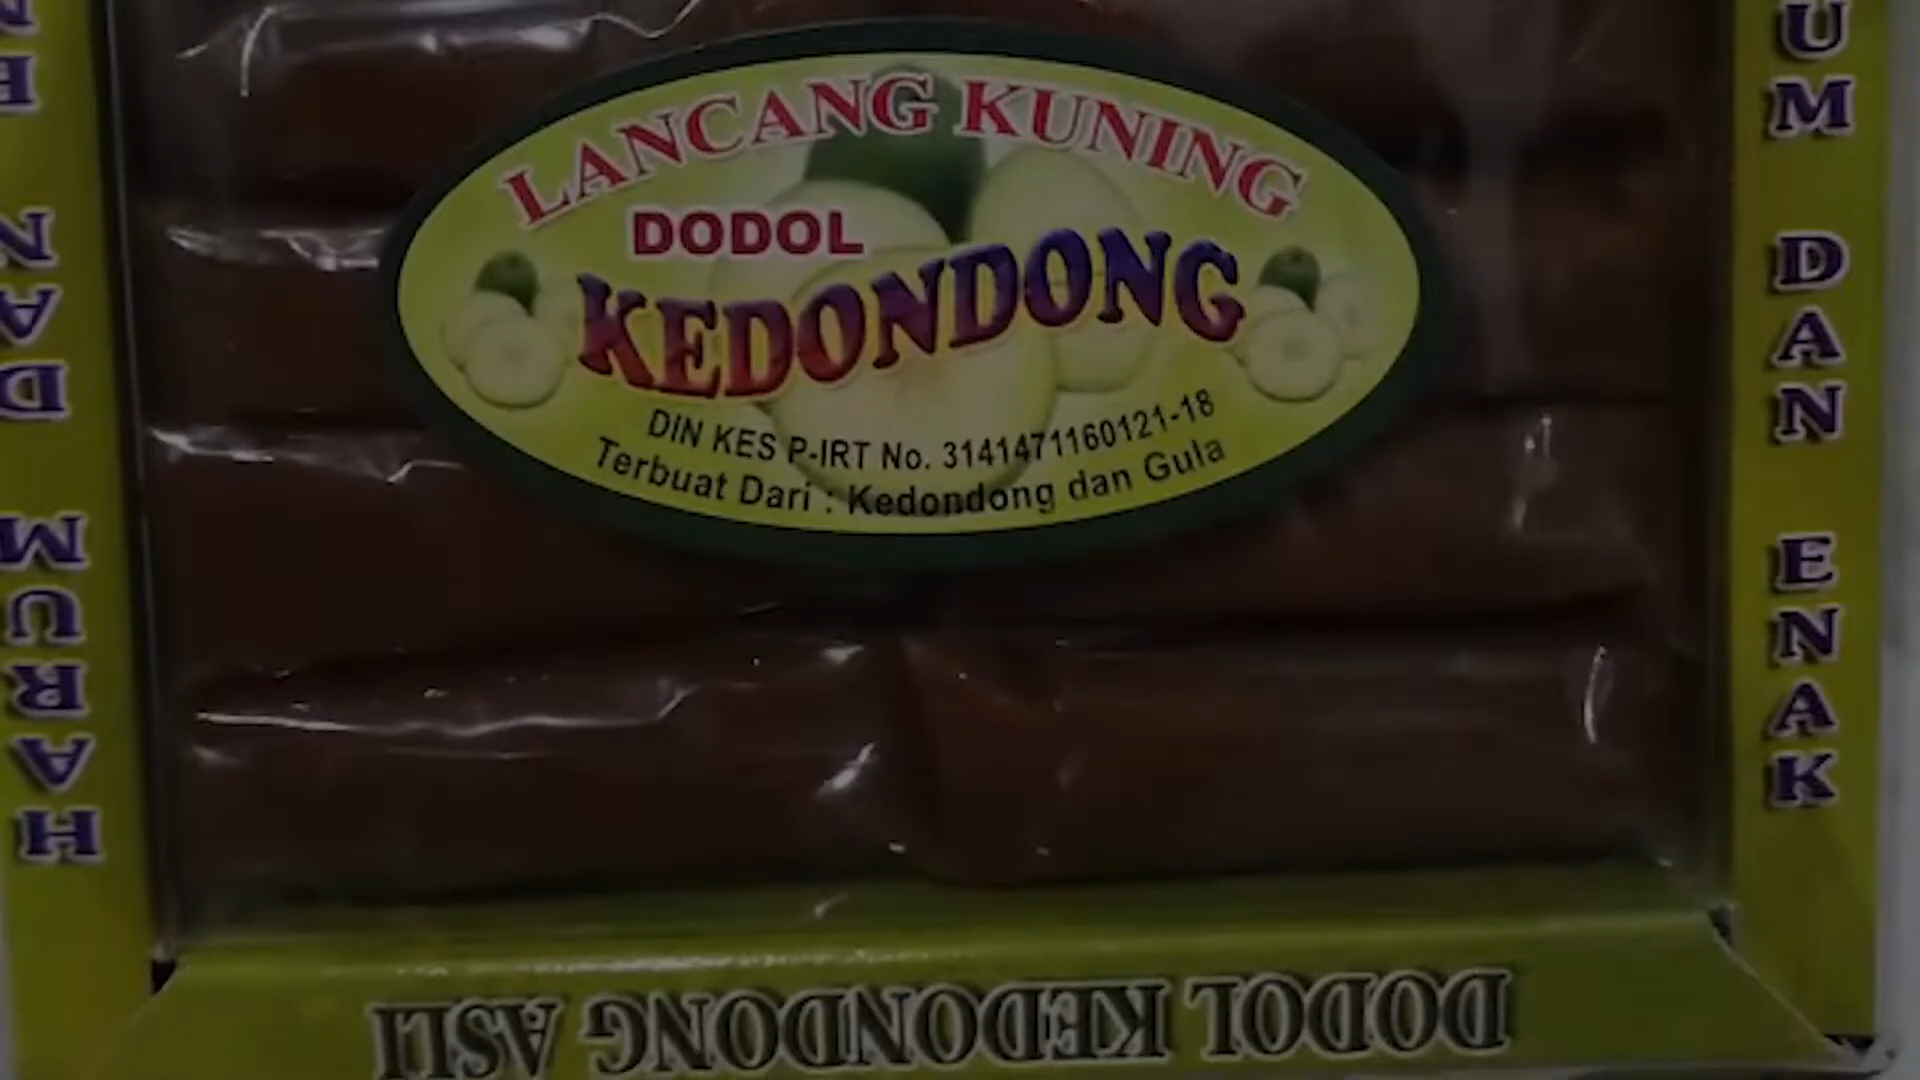 LANCANG KUNING
DODOL
KEDONDONG
DIN KES P-IRT No. 3141471160121-18
Terbuat Dari : Kedondong dan Gula
UM DAN ENAK
HARUM DAN EN
DODOL KEDONDONG ASLI